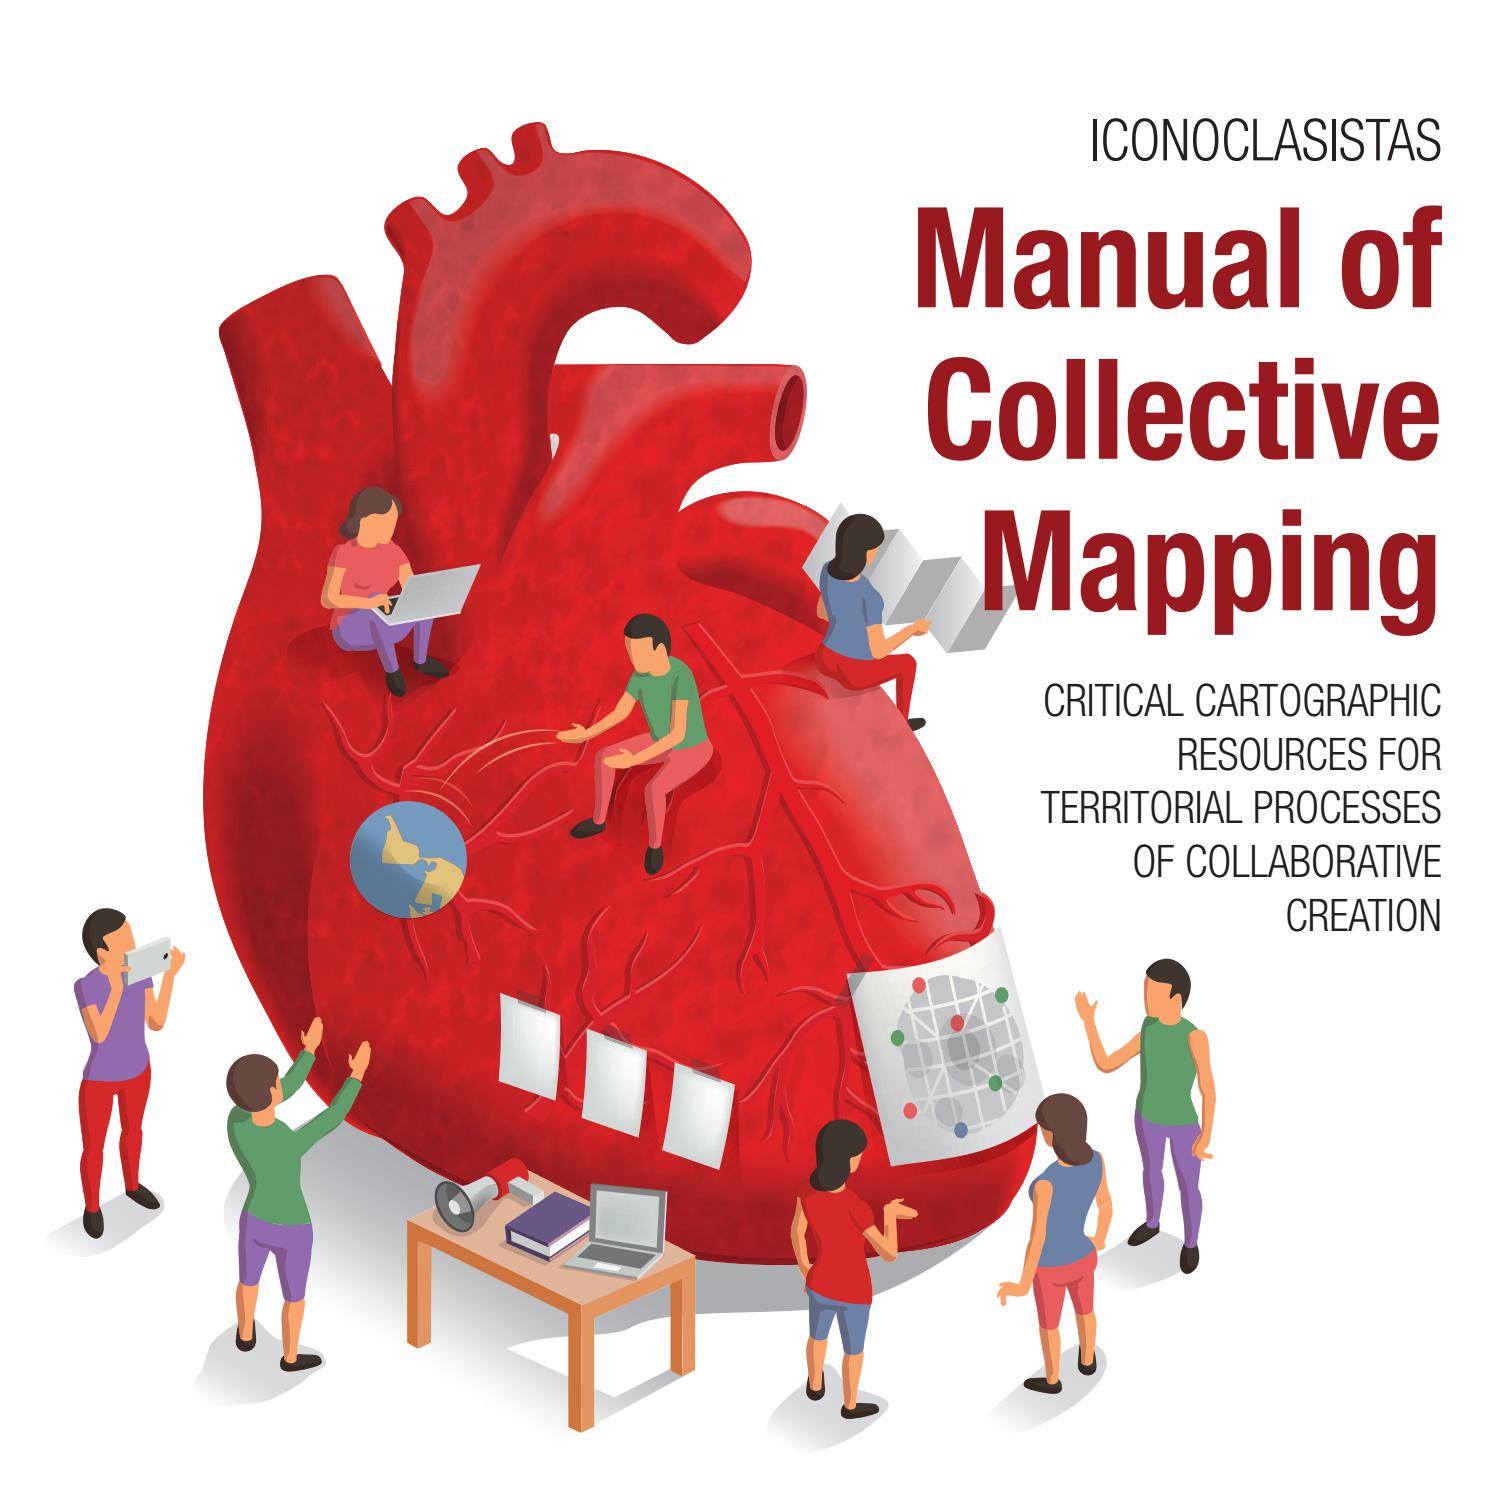 ICONOCLASISTAS
Manual of
Collective
Mapping
CRITICAL CARTOGRAPHIC
RESOURCES FOR
TERRITORIAL PROCESSES
OF COLLABORATIVE
CREATION